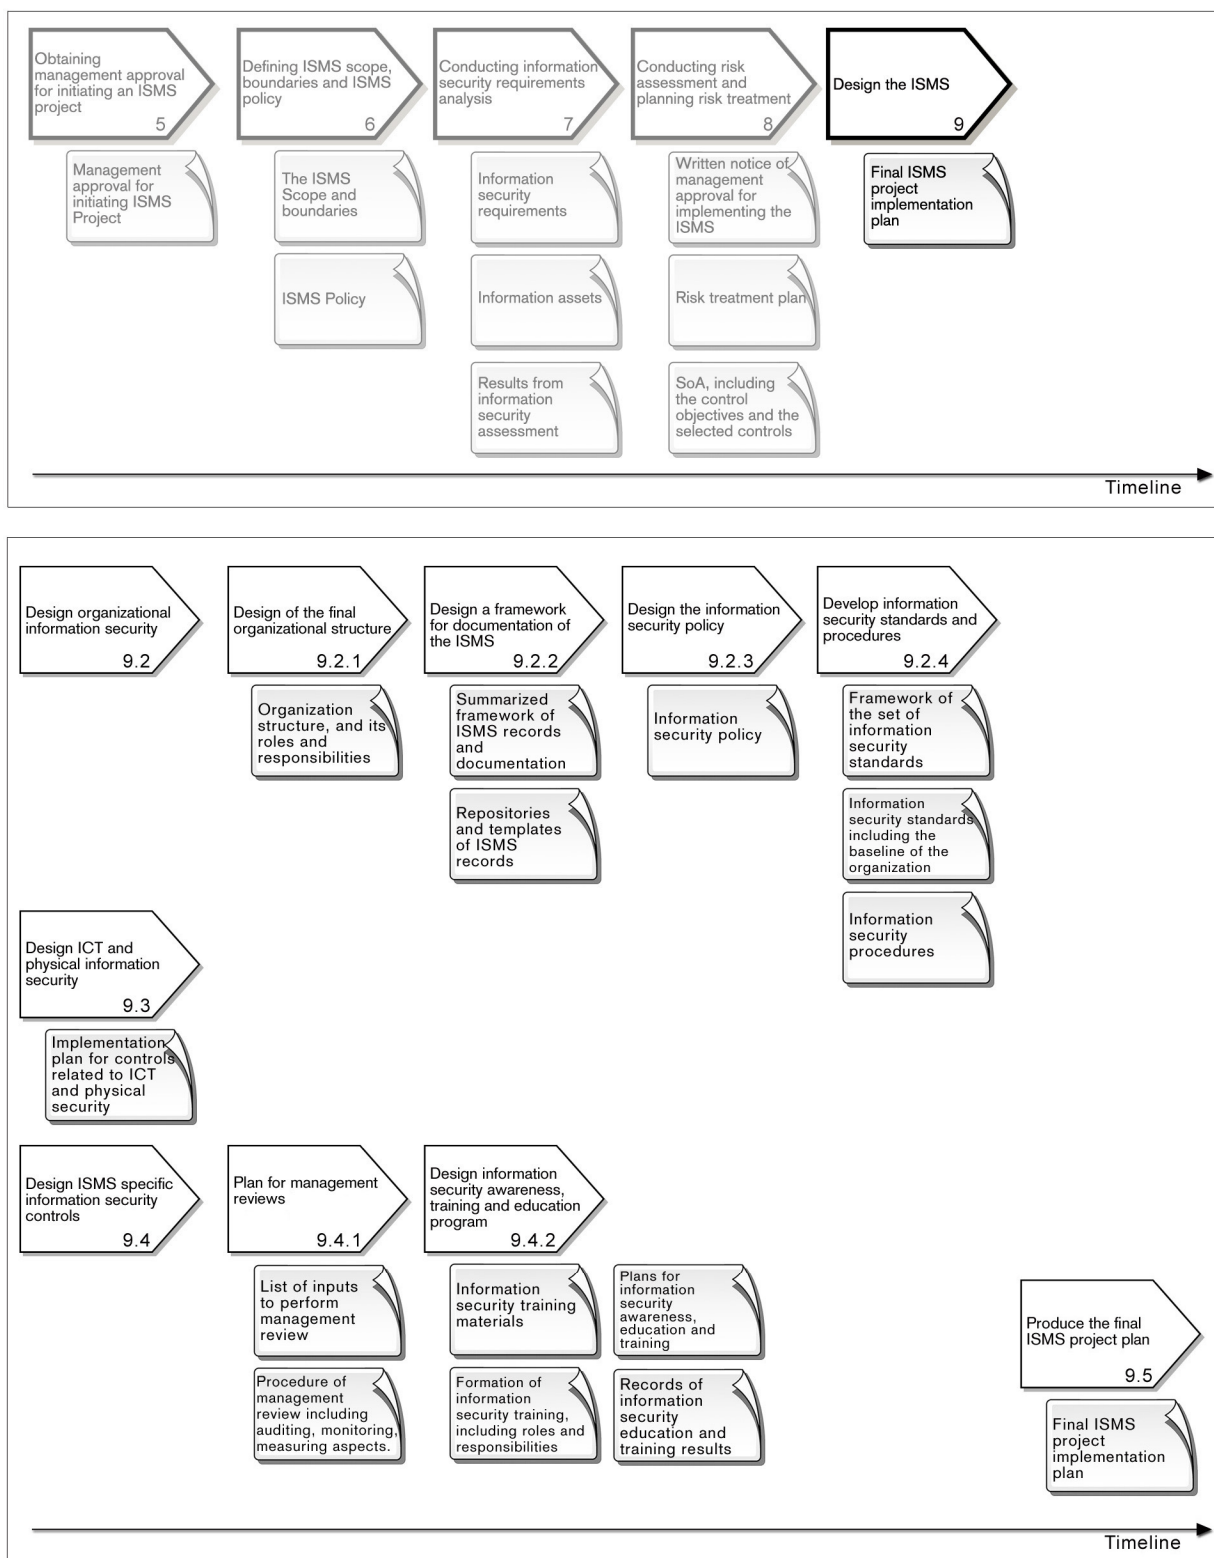 Obtaining
management approval
for initiating an ISMS
project
5
Defining ISMS scope,
boundaries and ISMS
policy
6
Conducting information
security requirements
analysis
7
Conducting risk
assessment and
planning risk treatment
8
Design the ISMS
9
Management
approval for
initiating ISMS
Project
The ISMS
Scope and
boundaries
Information
security
requirements
Written notice of
management
approval for
implementing the
ISMS
Final ISMS
project
implementation
plan
ISMS Policy
Information assets
Risk treatment plan
Results from
information
security
assessment
SoA, including
the control
objectives and the
selected controls
Timeline
Design organizational
information security
9.2
Design of the final
organizational structure
9.2.1
Design a framework
for documentation of
the ISMS
9.2.2
Design the information
security policy
9.2.3
Develop information
security standards and
procedures
9.2.4
Organization
structure, and its
roles and
responsibilities
Summarized
framework of
ISMS records
and
documentation
Information
security policy
Framework of
the set of
information
security
standards
Repositories
and templates
of ISMS
records
Information
security standards
including the
baseline of the
organization
Information
security
procedures
Design ICT and
physical information
security
9.3
Implementation
plan for controls
related to ICT
and physical
security
Design ISMS specific
information security
controls
9.4
Plan for management
reviews
9.4.1
Design information
security awareness,
training and education
program
9.4.2
List of inputs
to perform
management
review
Information
security training
materials
Plans for
information
security
awareness,
education and
training
Procedure of
management
review including
auditing, monitoring,
measuring aspects.
Formation of
information
security training,
including roles and
responsibilities
Records of
information
security
education and
training results
Produce the final
ISMS project plan
9.5
Final ISMS
project
implementation
plan
Timeline